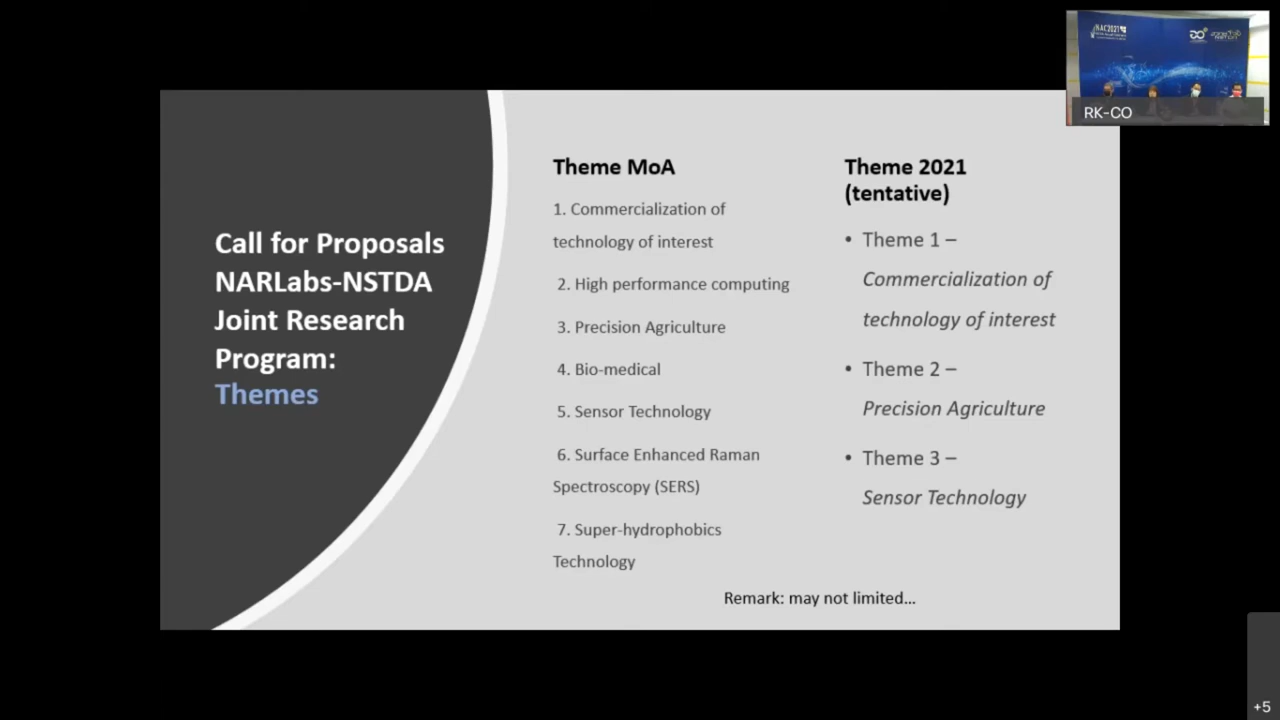 NAC2021
RK-CO
Call for Proposals
NARLabs-NSTDA
Joint Research
Program:
Themes
Theme MoA
1. Commercialization of
technology of interest
2. High performance computing
3. Precision Agriculture
4. Bio-medical
5. Sensor Technology
6. Surface Enhanced Raman
Spectroscopy (SERS)
7. Super-hydrophobics
Technology
Theme 2021
(tentative)
• Theme 1 –
Commercialization of
technology of interest
• Theme 2 –
Precision Agriculture
• Theme 3 –
Sensor Technology
Remark: may not limited...
+5